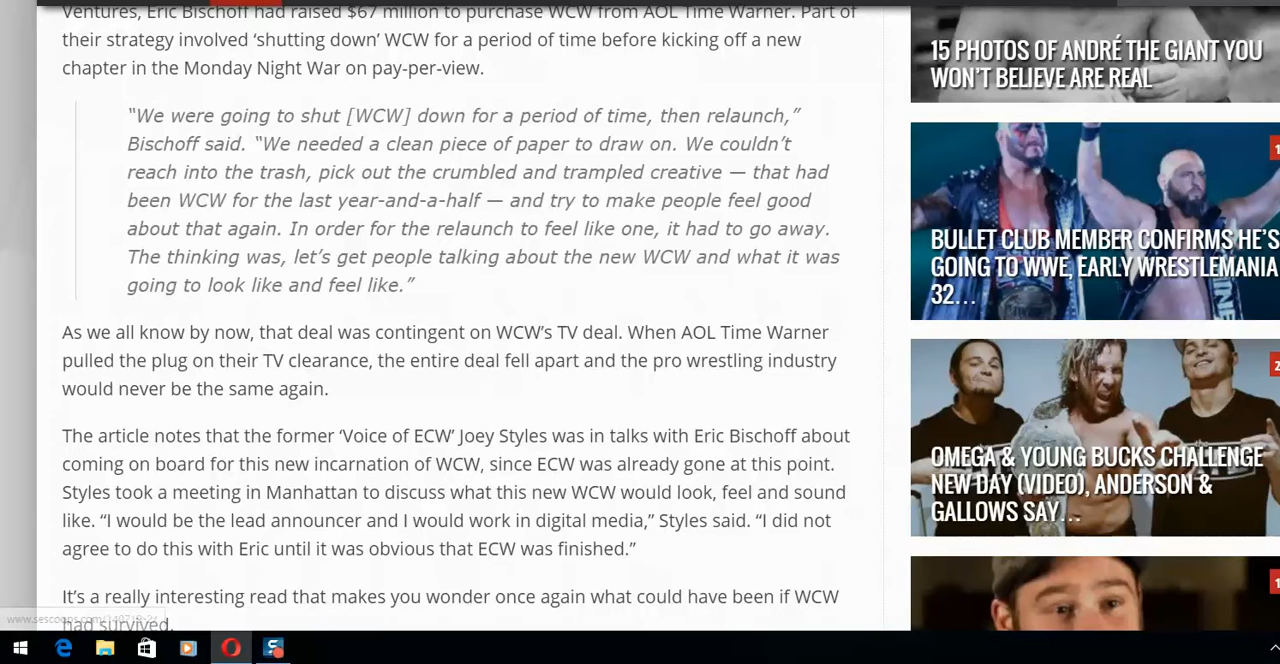 Ventures, Eric Bischoff had raised $67 million to purchase WCW from AOL Time Warner. Part of
their strategy involved ‘shutting down’ WCW for a period of time before kicking off a new
chapter in the Monday Night War on pay-per-view.
“We were going to shut [WCW] down for a period of time, then relaunch,”
Bischoff said. “We needed a clean piece of paper to draw on. We couldn’t
reach into the trash, pick out the crumbled and trampled creative — that had
been WCW for the last year-and-a-half — and try to make people feel good
about that again. In order for the relaunch to feel like one, it had to go away.
The thinking was, let’s get people talking about the new WCW and what it was
going to look like and feel like.”
As we all know by now, that deal was contingent on WCW’s TV deal. When AOL Time Warner
pulled the plug on their TV clearance, the entire deal fell apart and the pro wrestling industry
would never be the same again.
The article notes that the former ‘Voice of ECW’ Joey Styles was in talks with Eric Bischoff about
coming on board for this new incarnation of WCW, since ECW was already gone at this point.
Styles took a meeting in Manhattan to discuss what this new WCW would look, feel and sound
like. “I would be the lead announcer and I would work in digital media,” Styles said. “I did not
agree to do this with Eric until it was obvious that ECW was finished.”
It’s a really interesting read that makes you wonder once again what could have been if WCW
had survived.
15 PHOTOS OF ANDRÉ THE GIANT YOU
WON’T BELIEVE ARE REAL
1
BULLET CLUB MEMBER CONFIRMS HE’S
GOING TO WWE, EARLY WRESTLEMANIA
32…
2
OMEGA & YOUNG BUCKS CHALLENGE
NEW DAY (VIDEO), ANDERSON &
GALLOWS SAY…
1